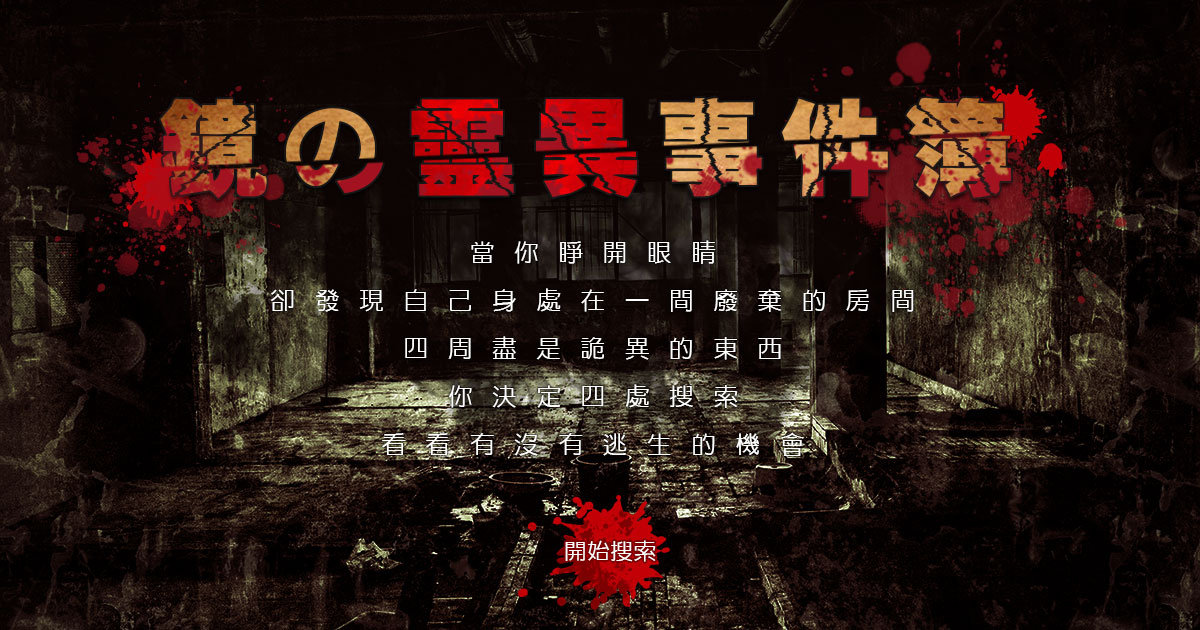 鏡の靈異事件簿
當你睜開眼睛
卻發現自己身處在一間廢棄的房間
四周盡是詭異的東西
你決定四處搜索
看看有沒有逃生的機會
開始搜索